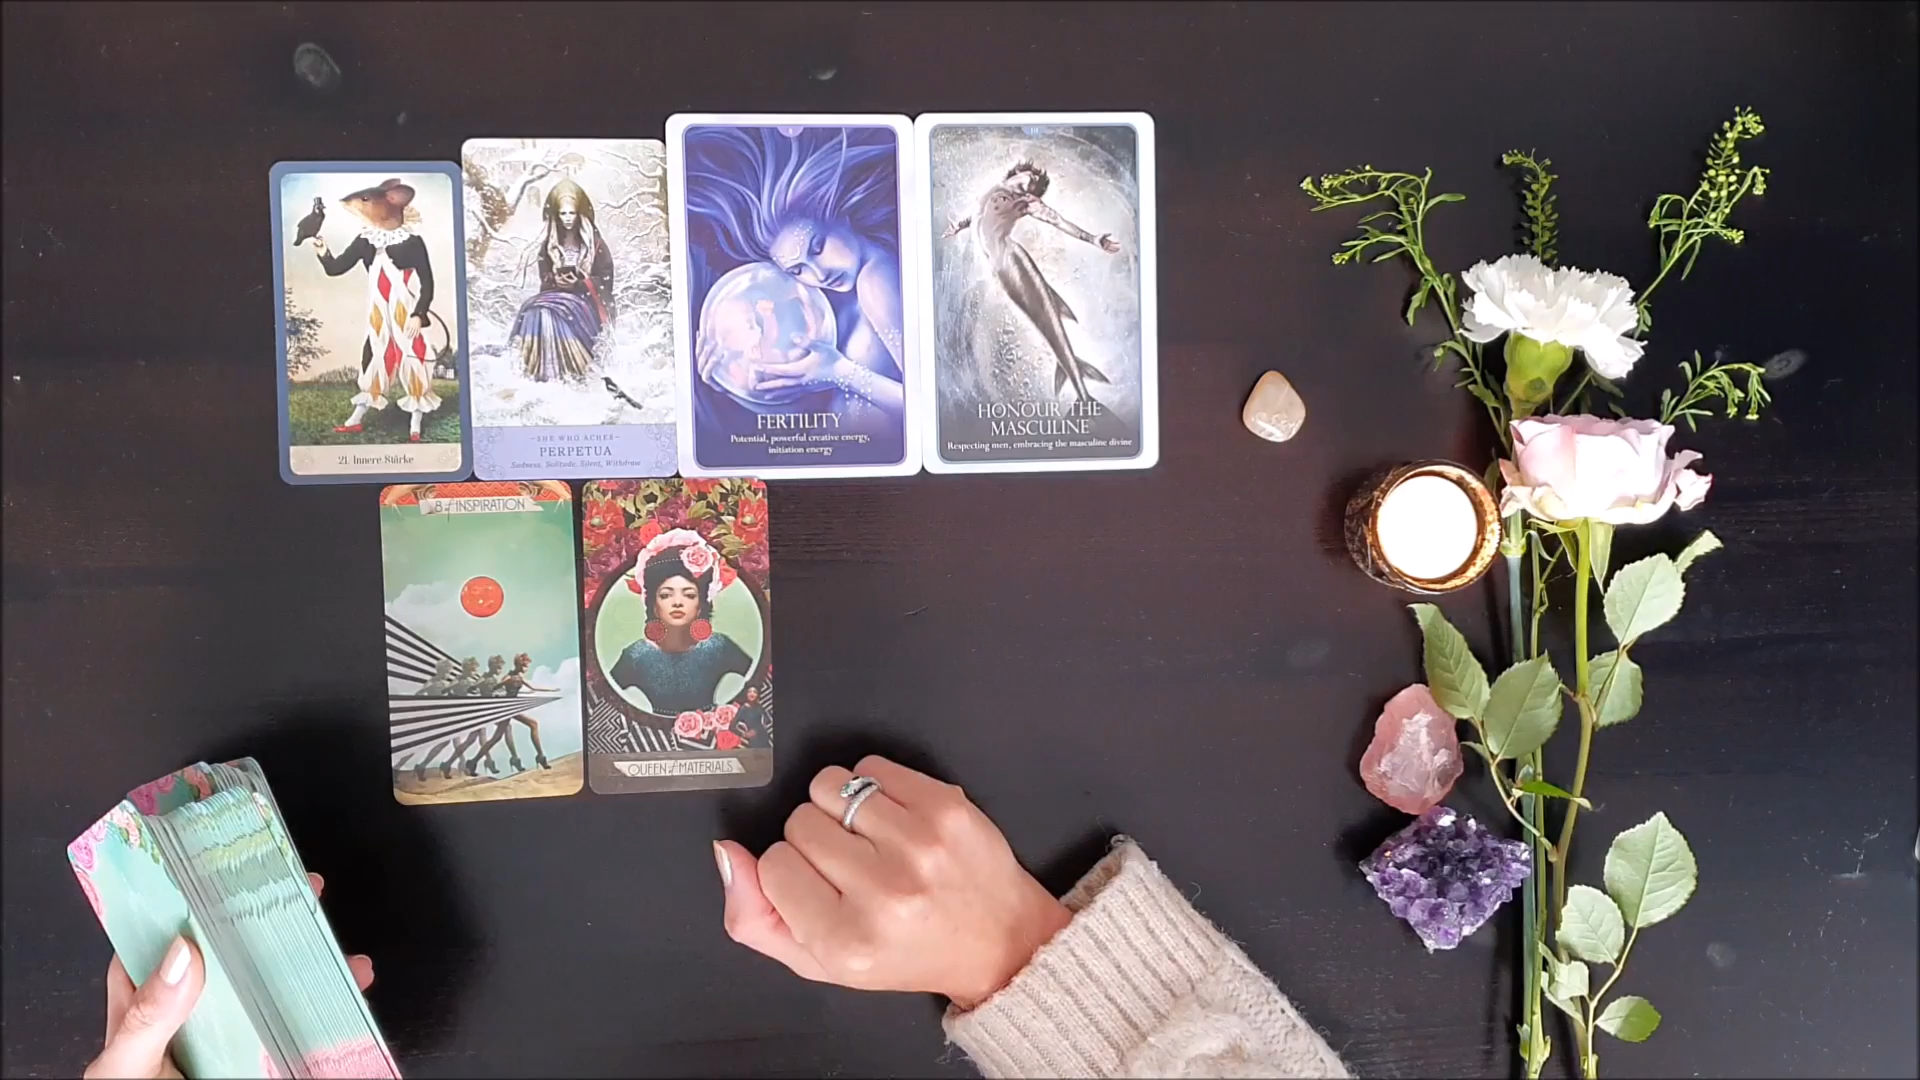 21. Innere Stärke
~SHE WHO ACHES~
PERPETUA
Sadness, Solitude, Silent, Withdraw
FERTILITY
Potential, powerful creative energy,
initiation energy
HONOUR THE
MASCULINE
Respecting men, embracing the masculine divine
8 of INSPIRATION
QUEEN of MATERIALS